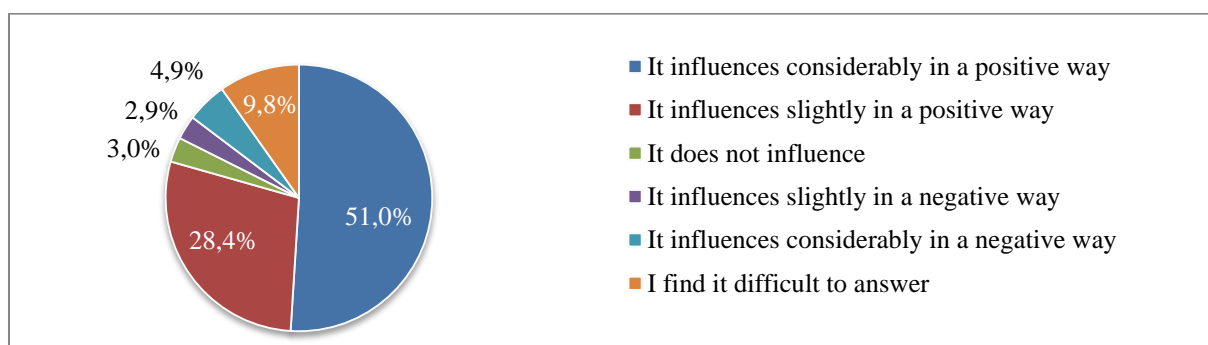 4,9%
2,9%
3,0%
9,8%
28,4%
51,0%
It influences considerably in a positive way
It influences slightly in a positive way
It does not influence
It influences slightly in a negative way
It influences considerably in a negative way
I find it difficult to answer